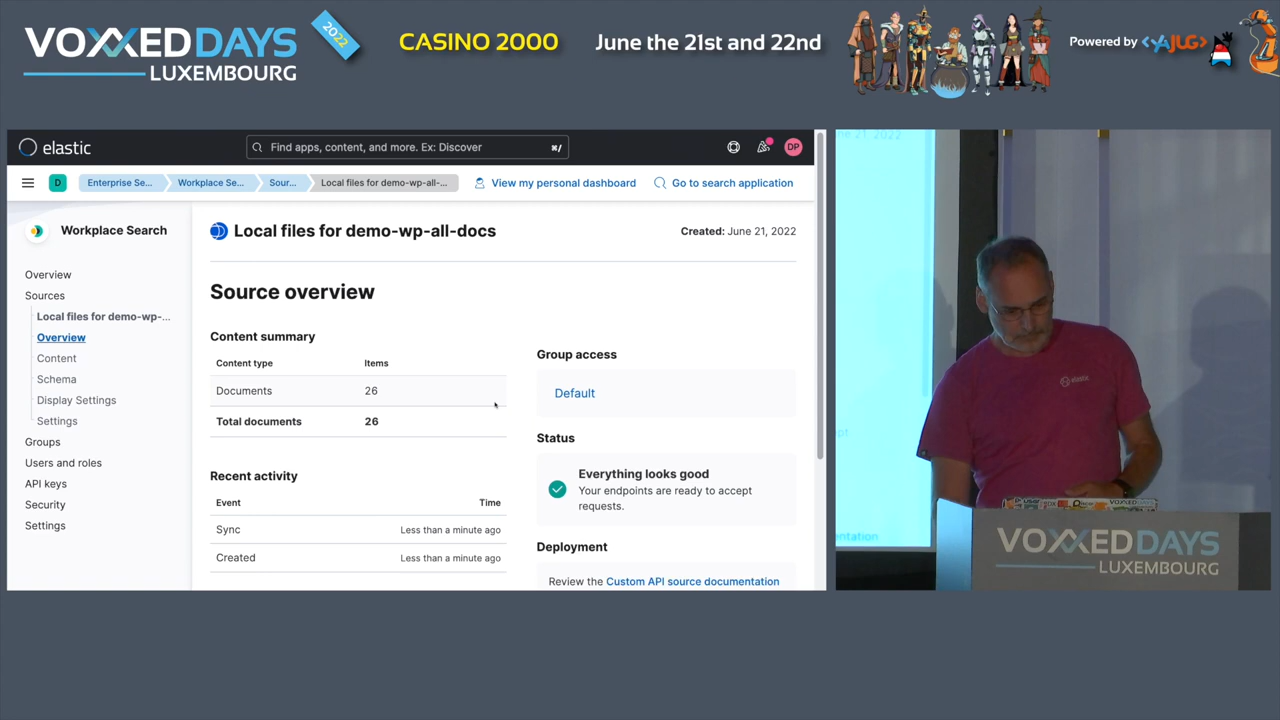 VOXXEDDAYS
LUXEMBOURG
2022
CASINO 2000
June the 21st and 22nd
Powered by <YAJUG>
elastic
Find apps, content, and more. Ex: Discover
⌘/
DP
D
Enterprise Se...
Workplace Se...
Sour...
Local files for demo-wp-all-...
View my personal dashboard
Go to search application
Workplace Search
Overview
Sources
Local files for demo-wp-...
Overview
Content
Schema
Display Settings
Settings
Groups
Users and roles
API keys
Security
Settings
Local files for demo-wp-all-docs
Created: June 21, 2022
Source overview
Content summary
Content type Items
Documents 26
Total documents 26
Recent activity
Event Time
Sync Less than a minute ago
Created Less than a minute ago
Group access
Default
Status
Everything looks good
Your endpoints are ready to accept
requests.
Deployment
Review the Custom API source documentation
elastic
VOXXEDDAYS
LUXEMBOURG